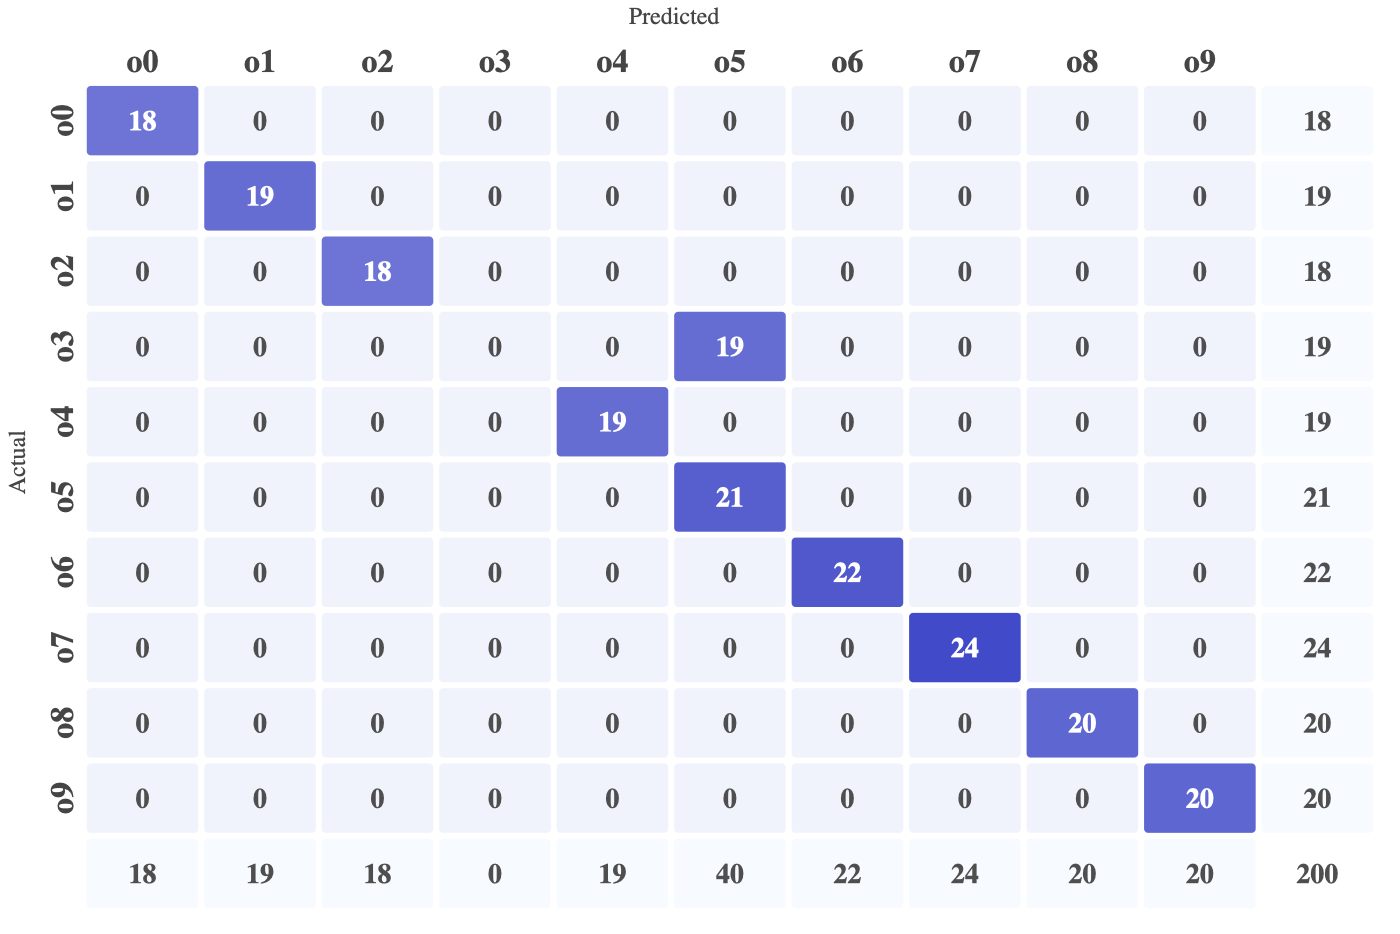 Predicted
o0 o1 o2 o3 o4 o5 o6 o7 o8 o9
o0 18 0 0 0 0 0 0 0 0 0 18
o1 0 19 0 0 0 0 0 0 0 0 19
o2 0 0 18 0 0 0 0 0 0 0 18
o3 0 0 0 0 0 19 0 0 0 0 19
o4 0 0 0 0 19 0 0 0 0 0 19
Actual
o5 0 0 0 0 0 21 0 0 0 0 21
o6 0 0 0 0 0 0 22 0 0 0 22
o7 0 0 0 0 0 0 0 24 0 0 24
o8 0 0 0 0 0 0 0 0 20 0 20
o9 0 0 0 0 0 0 0 0 0 20 20
18 19 18 0 19 40 22 24 20 20 200